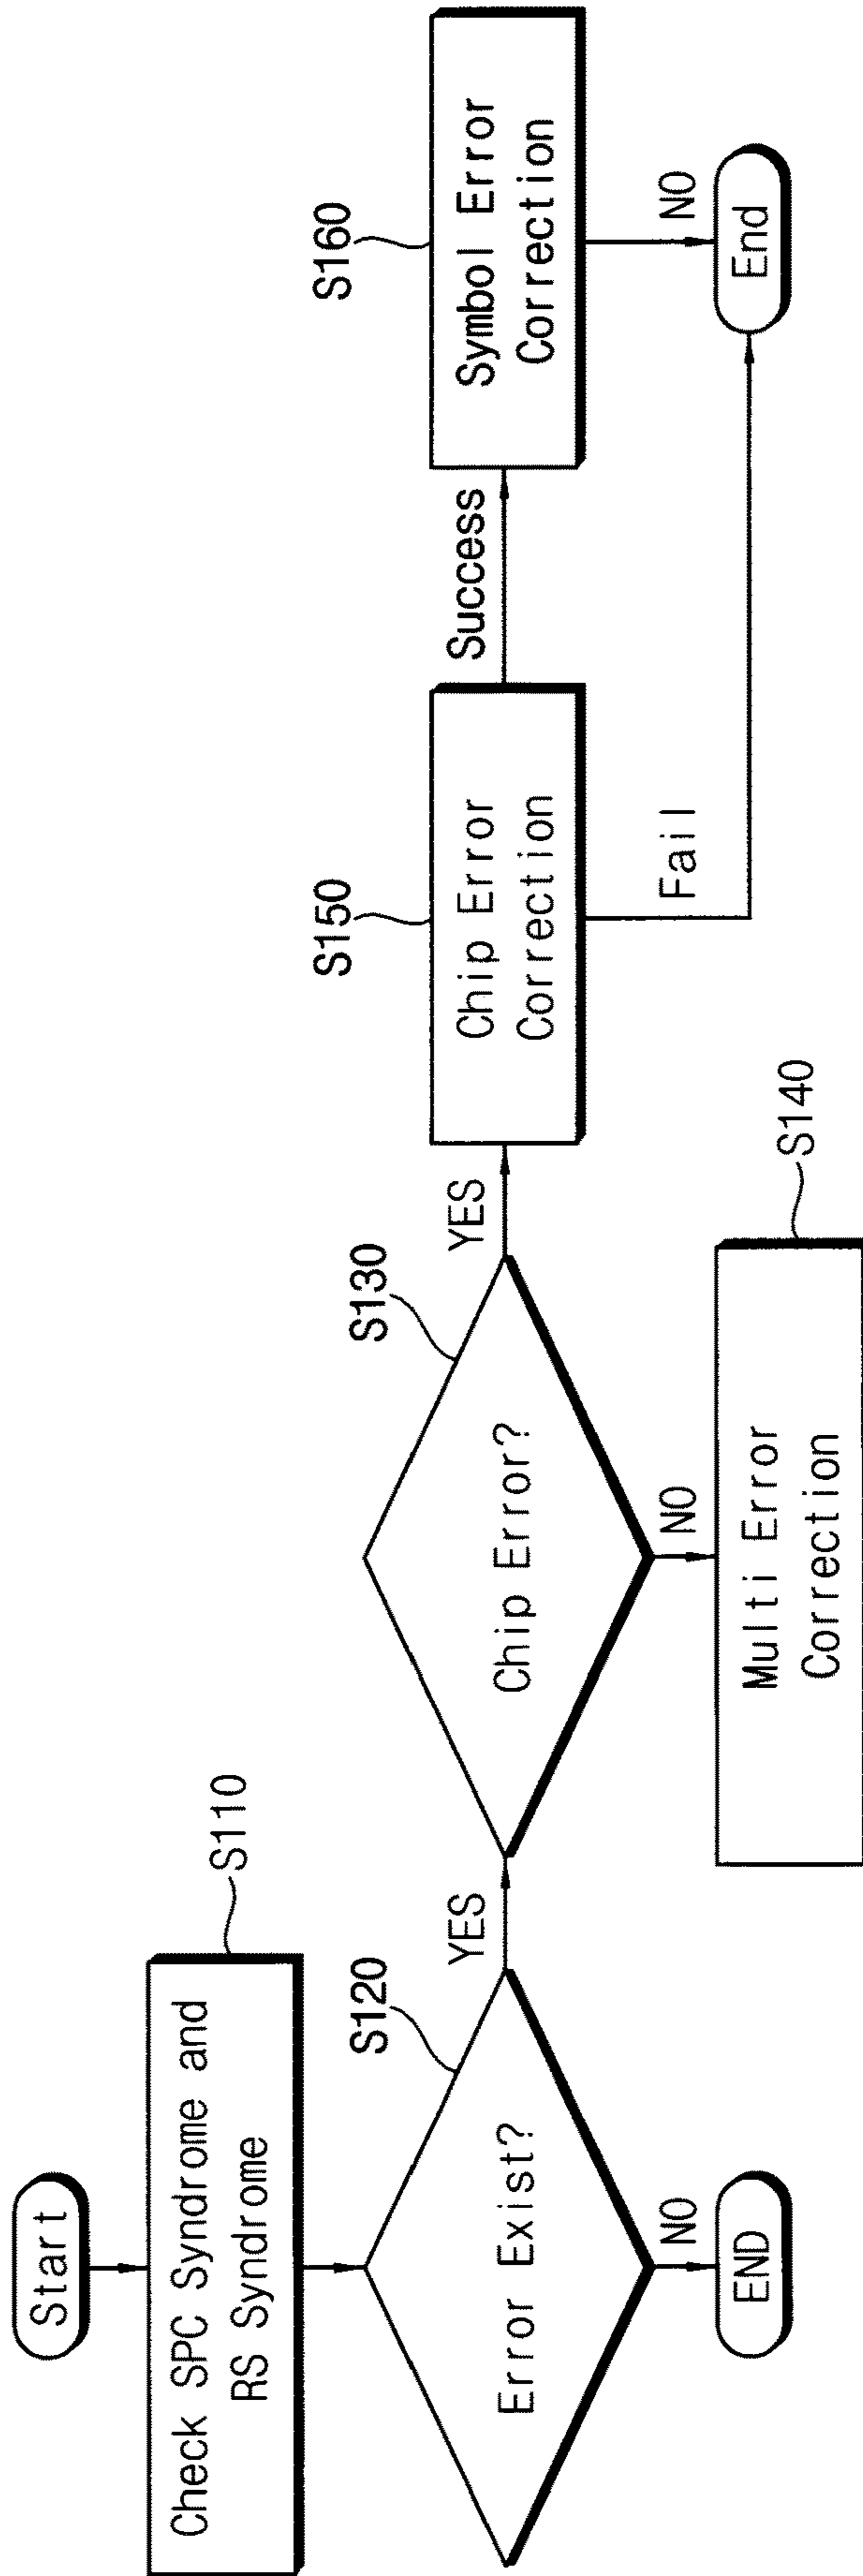 Start
Check SPC Syndrome and
RS Syndrome
S110
Error Exist?
S120
NO
END
YES
Chip Error?
S130
NO
Multi Error
Correction
S140
YES
Chip Error
Correction
S150
Fail
Success
Symbol Error
Correction
S160
NO
End